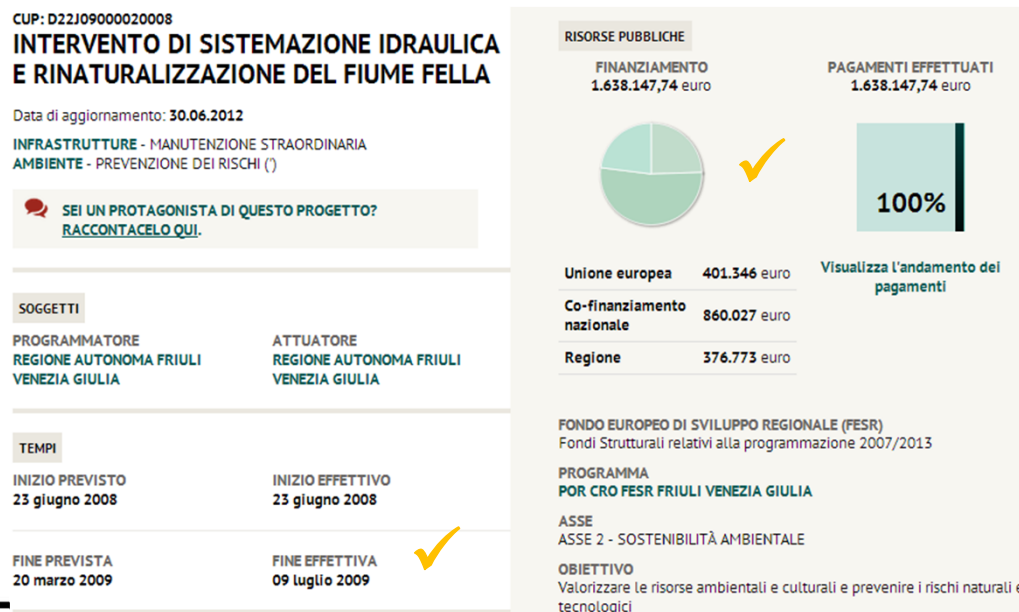 CUP: D22J09000020008
INTERVENTO DI SISTEMAZIONE IDRAULICA
E RINATURALIZZAZIONE DEL FIUME FELLA
Data di aggiornamento: 30.06.2012
INFRASTRUTTURE - MANUTENZIONE STRAORDINARIA
AMBIENTE - PREVENZIONE DEI RISCHI (')
SEI UN PROTAGONISTA DI QUESTO PROGETTO?
RACCONTACELO QUI.
SOGGETTI
PROGRAMMATORE
REGIONE AUTONOMA FRIULI
VENEZIA GIULIA
ATTUATORE
REGIONE AUTONOMA FRIULI
VENEZIA GIULIA
TEMPI
INIZIO PREVISTO
23 giugno 2008
INIZIO EFFETTIVO
23 giugno 2008
FINE PREVISTA
20 marzo 2009
FINE EFFETTIVA
09 luglio 2009
RISORSE PUBBLICHE
FINANZIAMENTO
1.638.147,74 euro
PAGAMENTI EFFETTUATI
1.638.147,74 euro
100%
Visualizza l'andamento dei
pagamenti
Unione europea 401.346 euro
Co-finanziamento
nazionale 860.027 euro
Regione 376.773 euro
FONDO EUROPEO DI SVILUPPO REGIONALE (FESR)
Fondi Strutturali relativi alla programmazione 2007/2013
PROGRAMMA
POR CRO FESR FRIULI VENEZIA GIULIA
ASSE
ASSE 2 - SOSTENIBILITÀ AMBIENTALE
OBIETTIVO
Valorizzare le risorse ambientali e culturali e prevenire i rischi naturali e
tecnologici